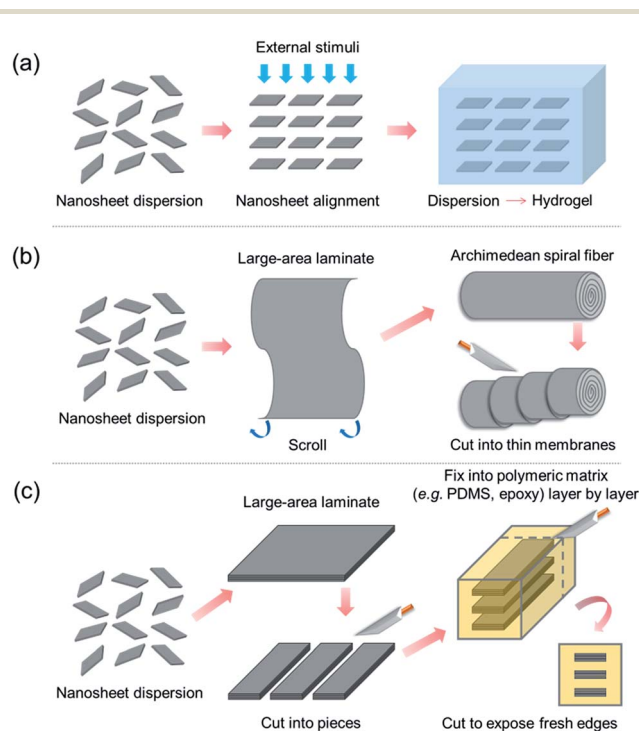 (a)
External stimuli
Nanosheet dispersion
Nanosheet alignment
Dispersion → Hydrogel
(b)
Large-area laminate
Archimedean spiral fiber
Nanosheet dispersion
Scroll
Cut into thin membranes
(c)
Fix into polymeric matrix
(e.g. PDMS, epoxy) layer by layer
Large-area laminate
Nanosheet dispersion
Cut into pieces
Cut to expose fresh edges